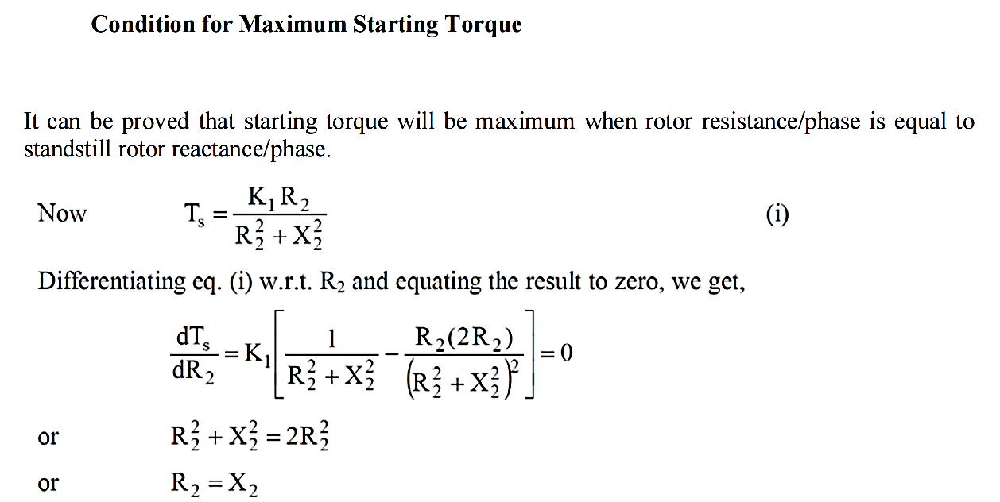 Condition for Maximum Starting Torque
It can be proved that starting torque will be maximum when rotor resistance/phase is equal to
standstill rotor reactance/phase.
Now T_s = \frac{K_1 R_2}{R_2^2 + X_2^2} (i)
Differentiating eq. (i) w.r.t. R₂ and equating the result to zero, we get,
\frac{dT_s}{dR_2} = K_1 \left[ \frac{1}{R_2^2 + X_2^2} - \frac{R_2(2R_2)}{(R_2^2 + X_2^2)^2} \right] = 0
or R_2^2 + X_2^2 = 2R_2^2
or R_2 = X_2